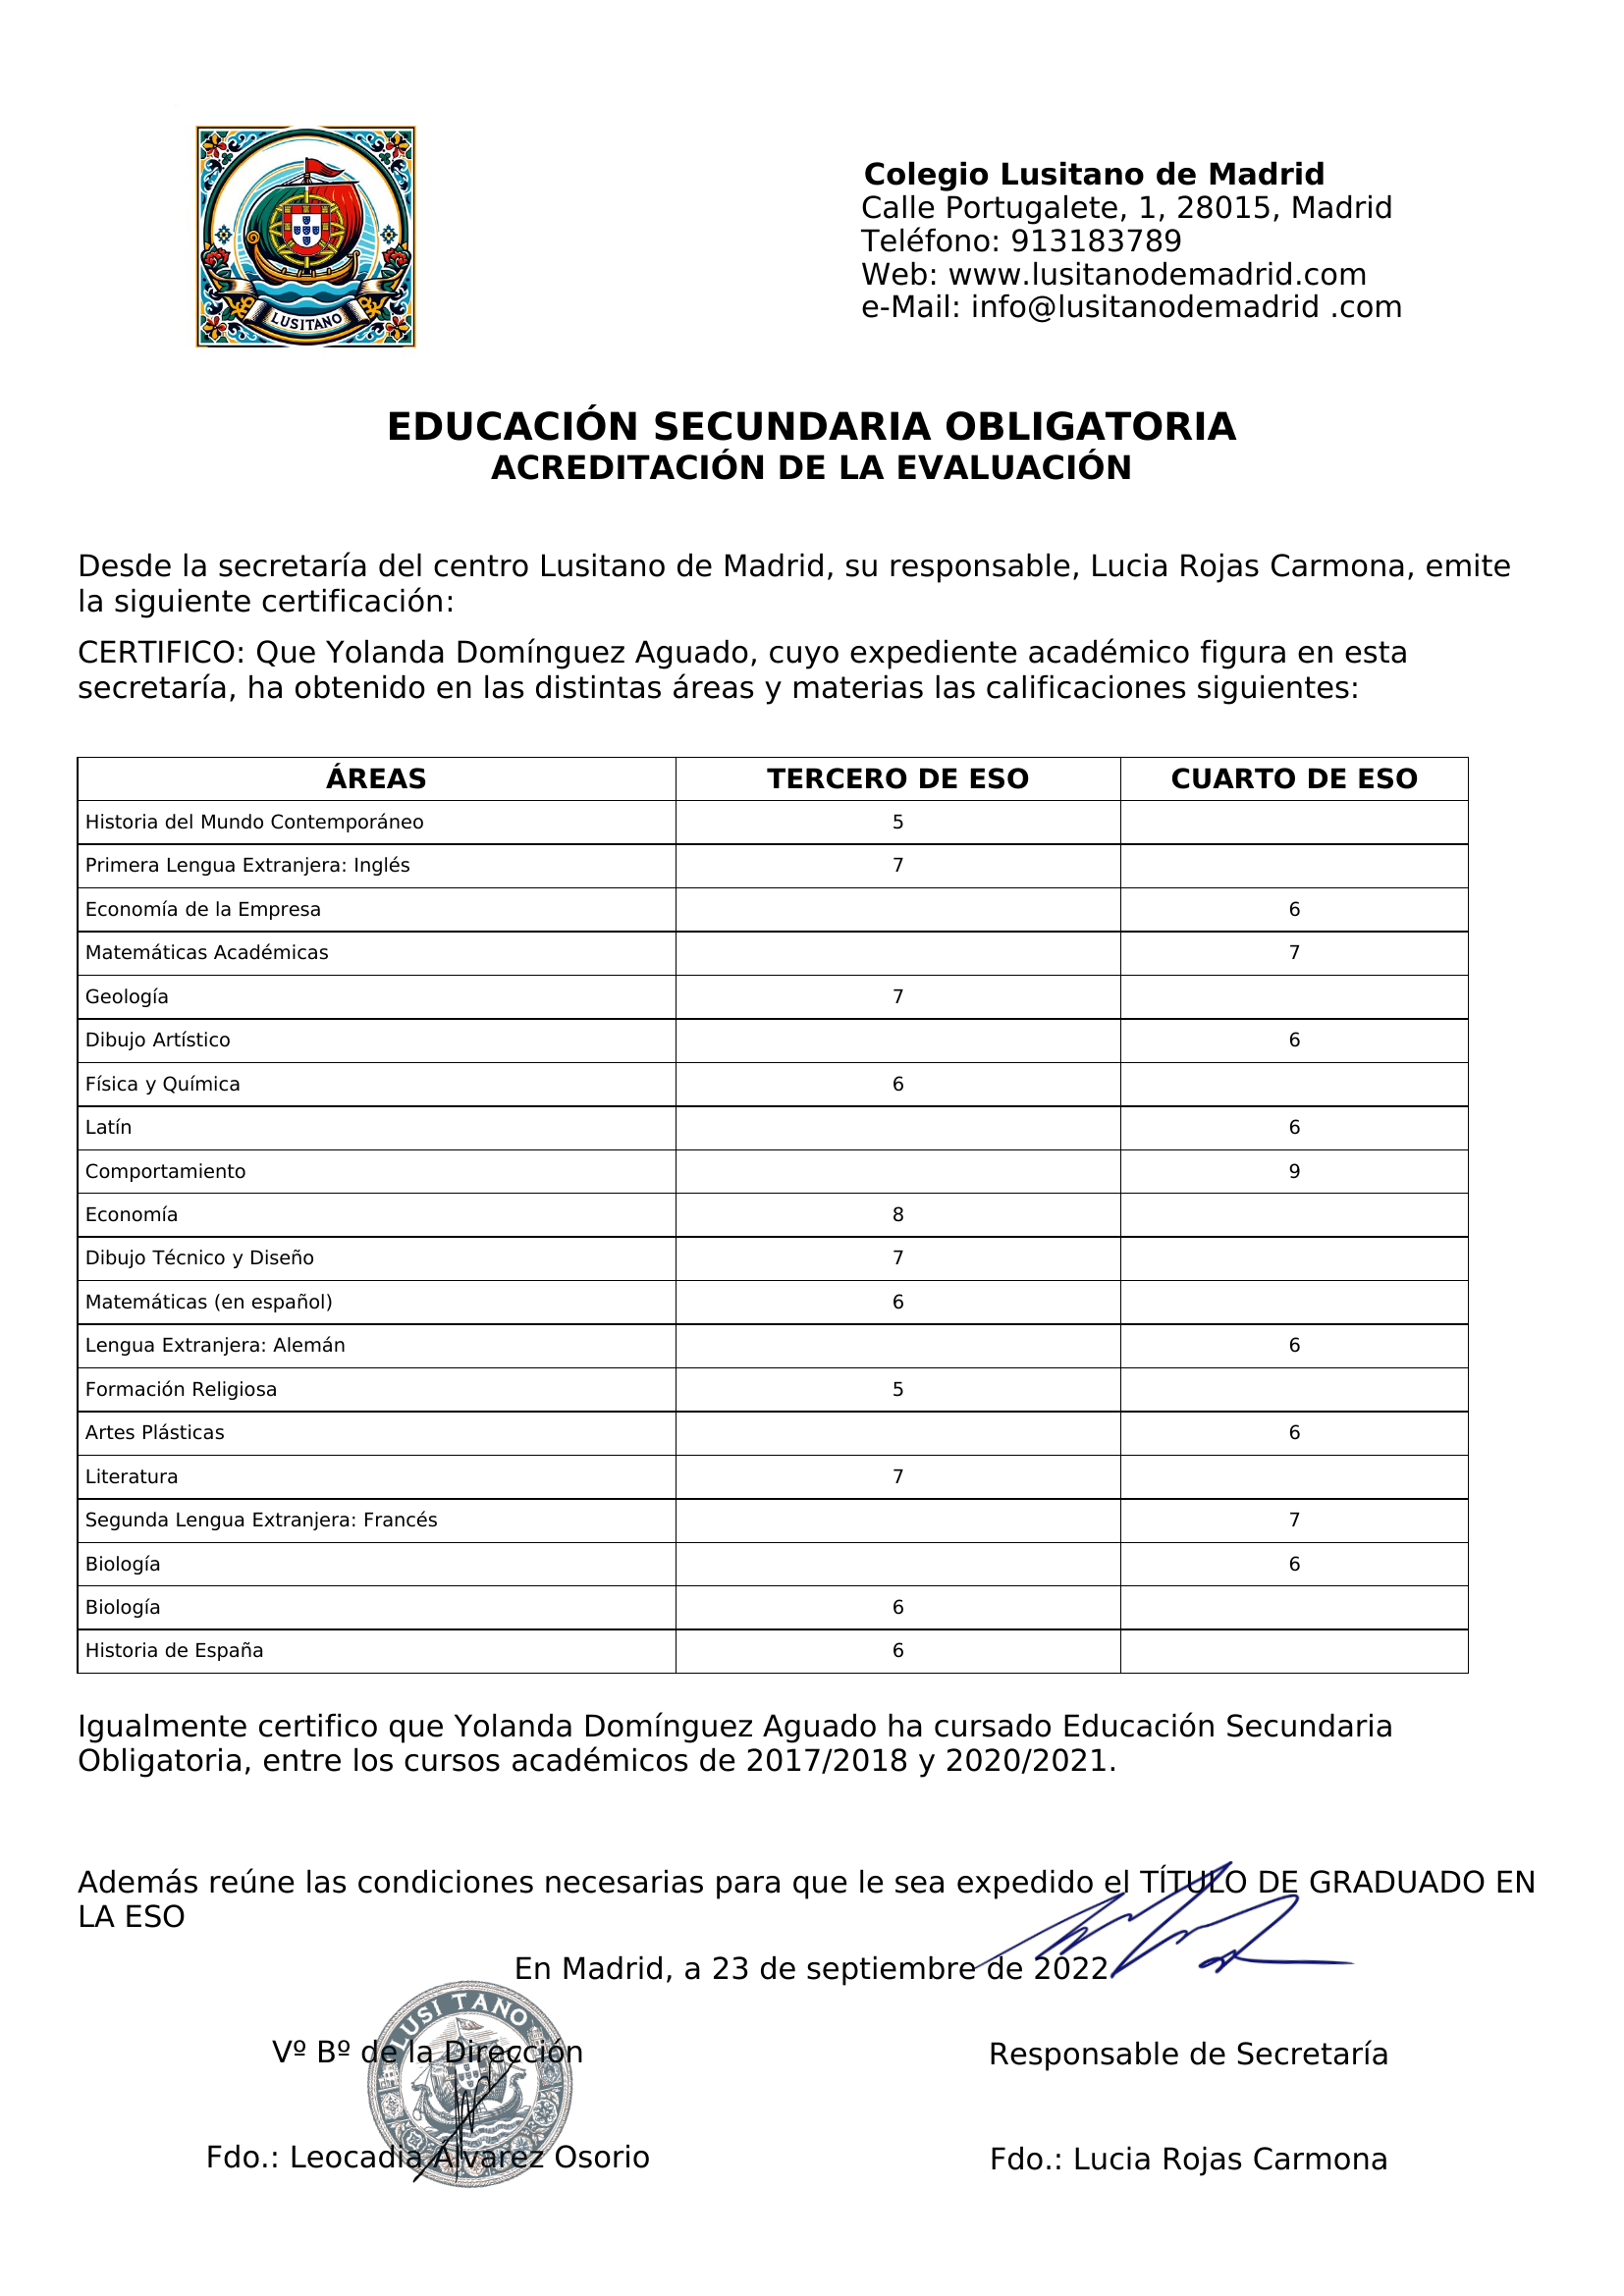 LUSITANO
Colegio Lusitano de Madrid
Calle Portugalete, 1, 28015, Madrid
Teléfono: 913183789
Web: www.lusitanodemadrid.com
e-Mail: info@lusitanodemadrid .com
EDUCACIÓN SECUNDARIA OBLIGATORIA
ACREDITACIÓN DE LA EVALUACIÓN
Desde la secretaría del centro Lusitano de Madrid, su responsable, Lucia Rojas Carmona, emite
la siguiente certificación:
CERTIFICO: Que Yolanda Domínguez Aguado, cuyo expediente académico figura en esta
secretaría, ha obtenido en las distintas áreas y materias las calificaciones siguientes:
ÁREAS TERCERO DE ESO CUARTO DE ESO
Historia del Mundo Contemporáneo 5
Primera Lengua Extranjera: Inglés 7
Economía de la Empresa 6
Matemáticas Académicas 7
Geología 7
Dibujo Artístico 6
Física y Química 6
Latín 6
Comportamiento 9
Economía 8
Dibujo Técnico y Diseño 7
Matemáticas (en español) 6
Lengua Extranjera: Alemán 6
Formación Religiosa 5
Artes Plásticas 6
Literatura 7
Segunda Lengua Extranjera: Francés 7
Biología 6
Biología 6
Historia de España 6
Igualmente certifico que Yolanda Domínguez Aguado ha cursado Educación Secundaria
Obligatoria, entre los cursos académicos de 2017/2018 y 2020/2021.
Además reúne las condiciones necesarias para que le sea expedido el TÍTULO DE GRADUADO EN
LA ESO
En Madrid, a 23 de septiembre de 2022
LUSI TANO
Vº Bº de la Dirección
Responsable de Secretaría
Fdo.: Leocadia Alvarez Osorio
Fdo.: Lucia Rojas Carmona